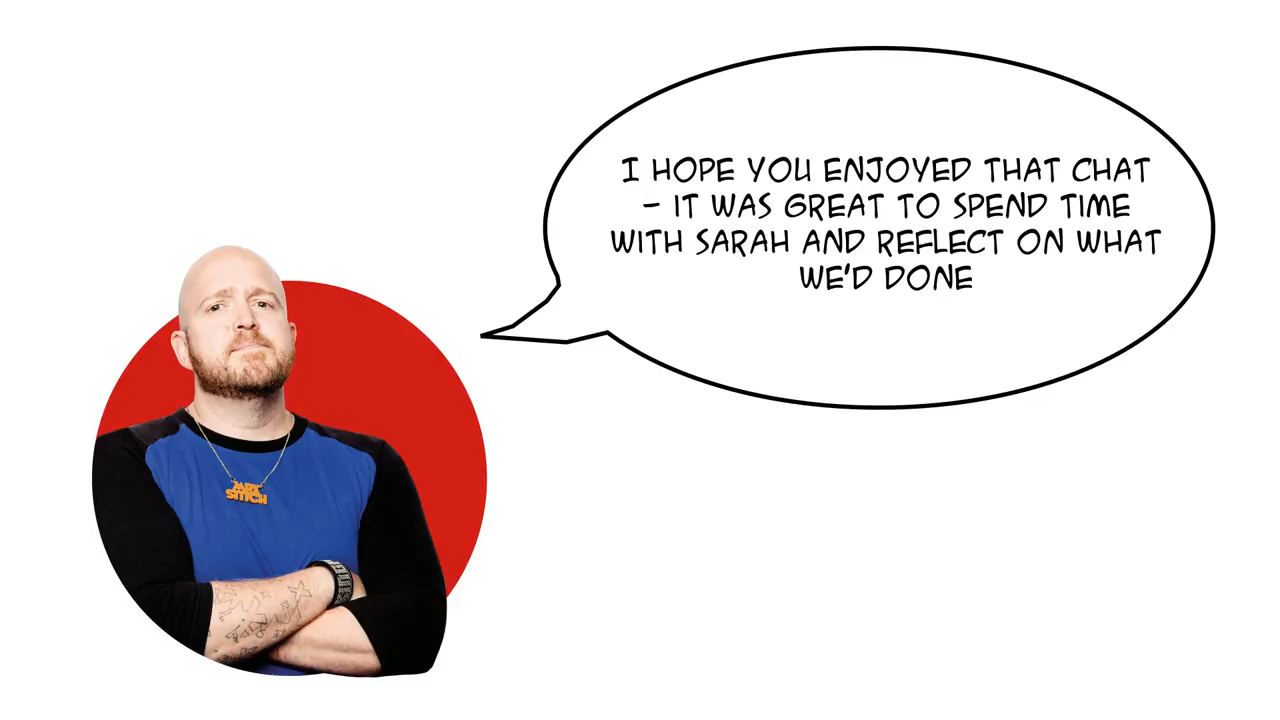 I HOPE YOU ENJOYED THAT CHAT
- IT WAS GREAT TO SPEND TIME
WITH SARAH AND REFLECT ON WHAT
WE'D DONE
MR X
STITCH